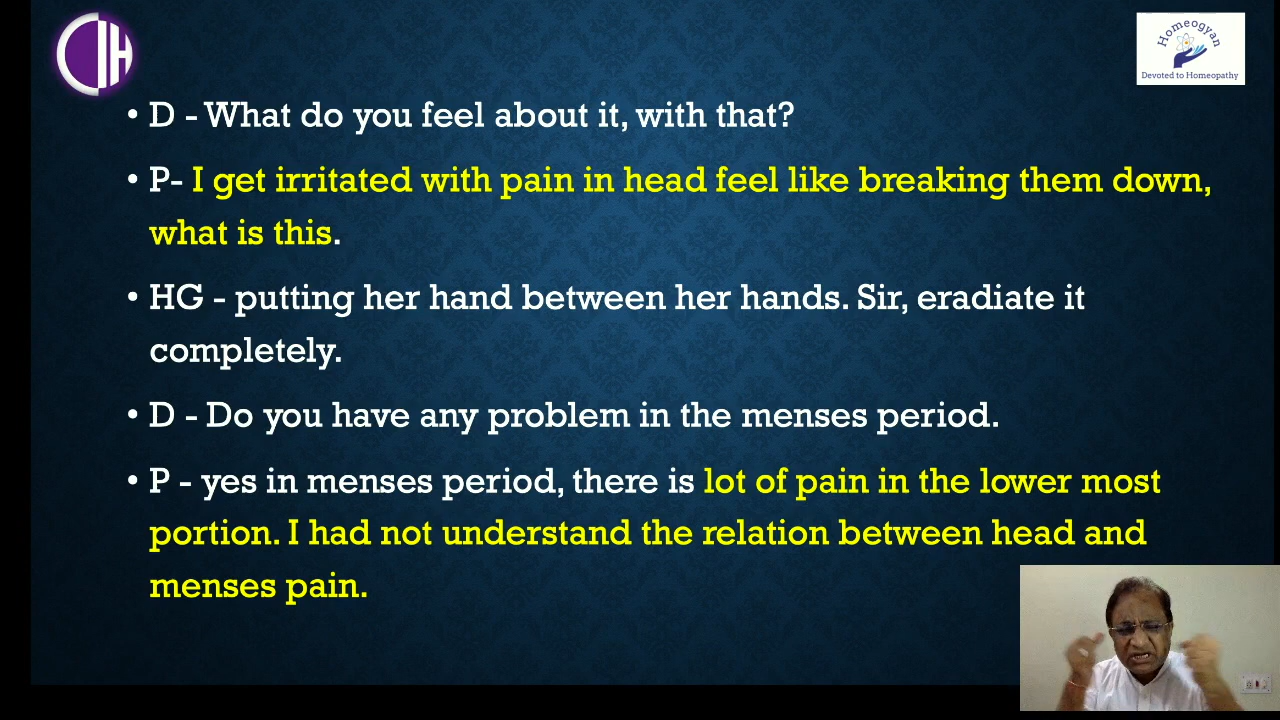 CIH
Homeogyan
Devoted to Homeopathy
• D - What do you feel about it, with that?
• P- I get irritated with pain in head feel like breaking them down,
what is this.
• HG - putting her hand between her hands. Sir, eradiate it
completely.
• D - Do you have any problem in the menses period.
• P - yes in menses period, there is lot of pain in the lower most
portion. I had not understand the relation between head and
menses pain.